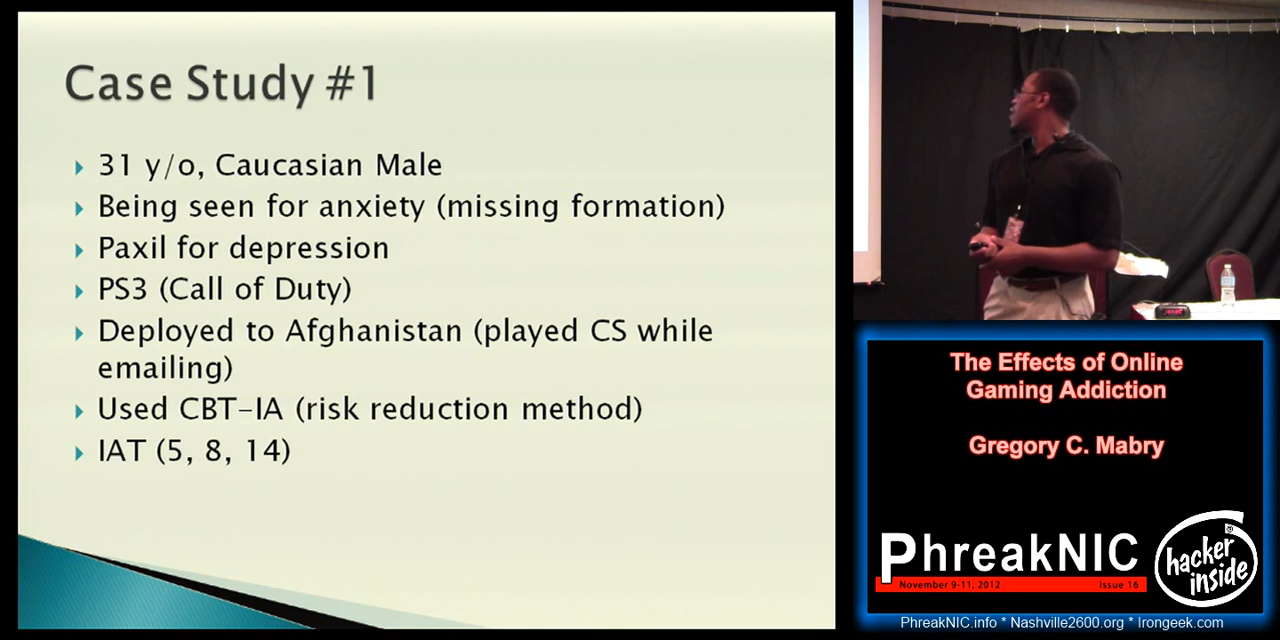 Case Study #1
31 y/o, Caucasian Male
Being seen for anxiety (missing formation)
Paxil for depression
PS3 (Call of Duty)
Deployed to Afghanistan (played CS while
emailing)
Used CBT-IA (risk reduction method)
IAT (5, 8, 14)
The Effects of Online
Gaming Addiction
Gregory C. Mabry
PhreakNIC
November 9-11, 2012
Issue 16
hacker
inside
PhreakNIC.info * Nashville2600.org * Irongeek.com